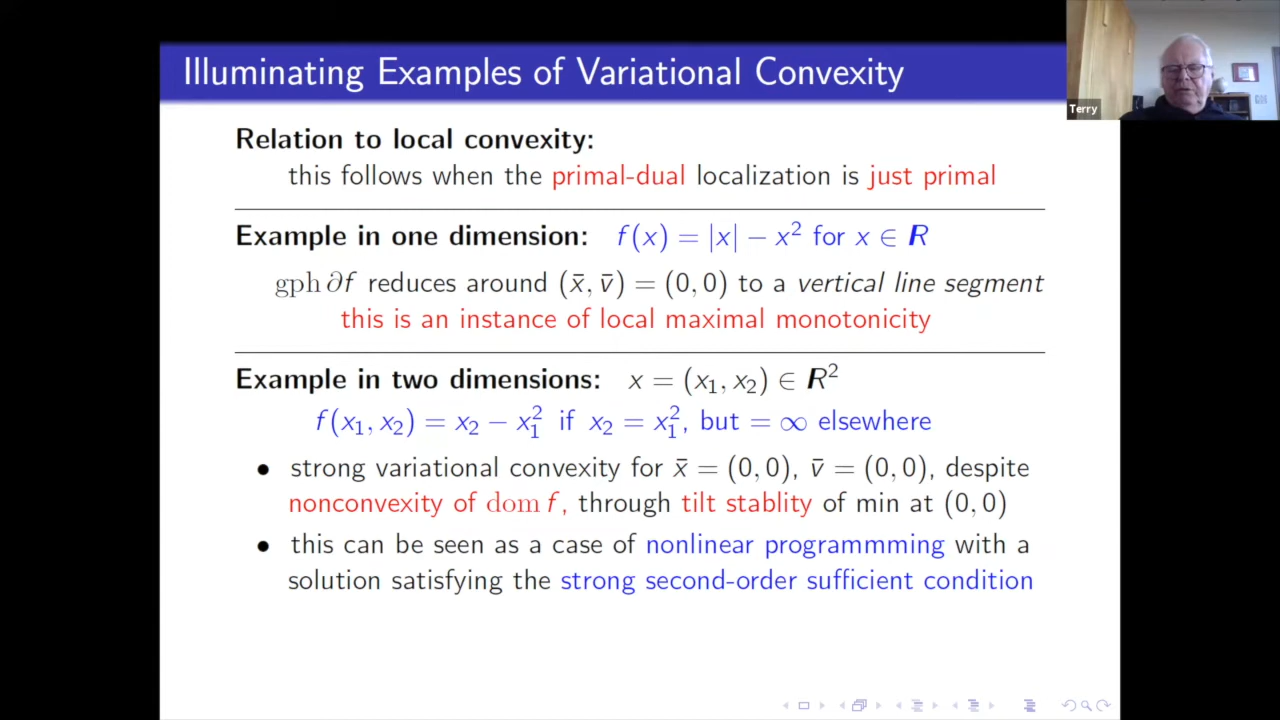 Illuminating Examples of Variational Convexity
Terry
Relation to local convexity:
this follows when the primal-dual localization is just primal
Example in one dimension: f(x) = |x| − x² for x ∈ R
gph ∂f reduces around (x̄, v̄) = (0, 0) to a vertical line segment
this is an instance of local maximal monotonicity
Example in two dimensions: x = (x₁, x₂) ∈ R²
f(x₁, x₂) = x₂ − x₁² if x₂ = x₁², but = ∞ elsewhere
• strong variational convexity for x̄ = (0, 0), v̄ = (0, 0), despite
nonconvexity of dom f, through tilt stablity of min at (0, 0)
• this can be seen as a case of nonlinear programmming with a
solution satisfying the strong second-order sufficient condition